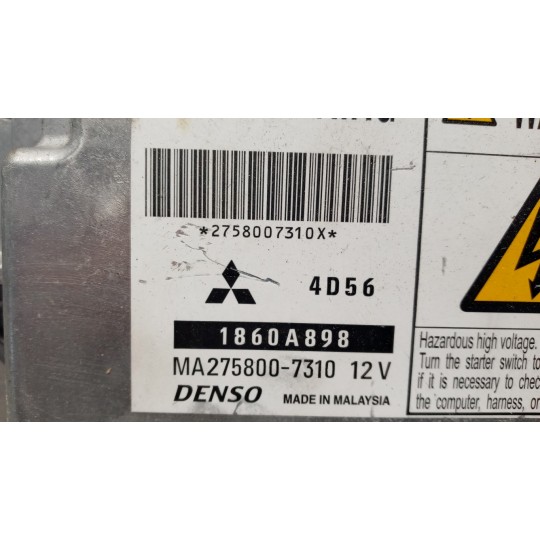 *2758007310X*
4D56
1860A898
MA275800-7310 12V
DENSO MADE IN MALAYSIA
Hazardous high voltage.
Turn the starter switch to
if it is necessary to chec
the computer, harness, or